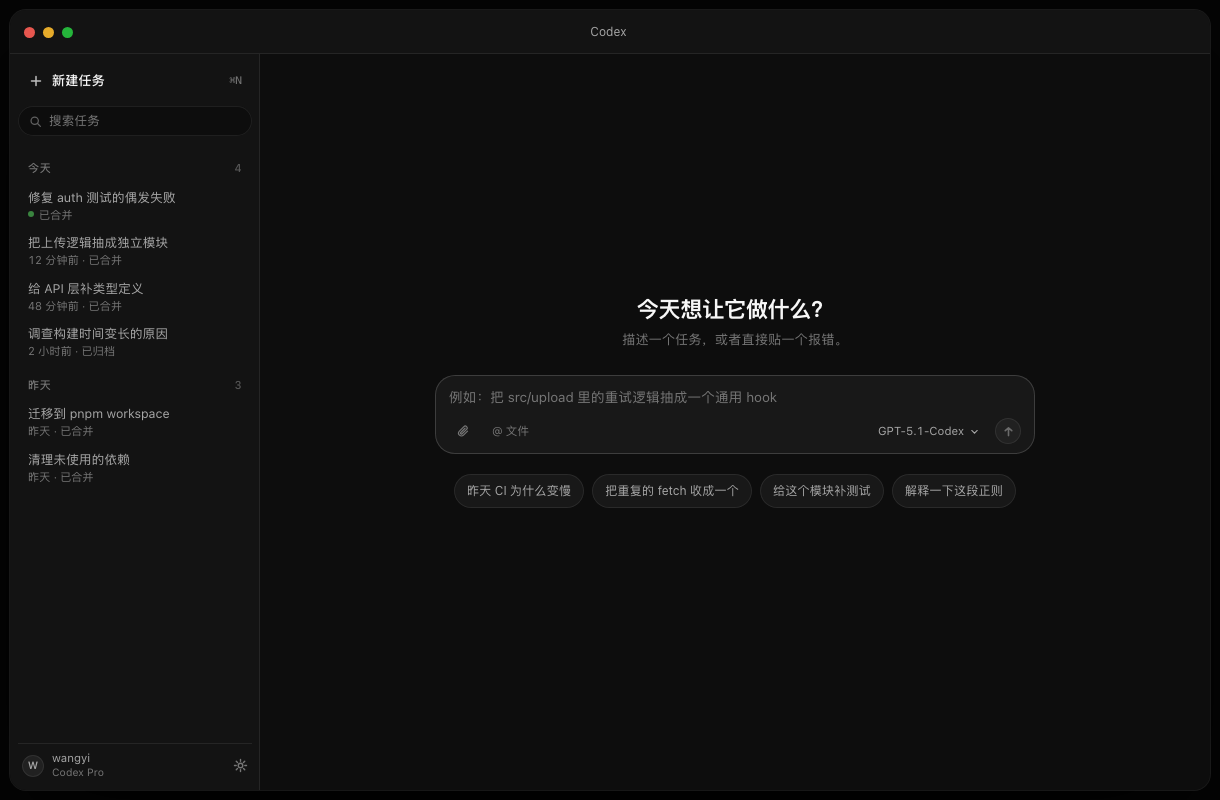 Codex
新建任务
⌘N
搜索任务
今天
4
修复 auth 测试的偶发失败
已合并
把上传逻辑抽成独立模块
12 分钟前 · 已合并
给 API 层补类型定义
48 分钟前 · 已合并
调查构建时间变长的原因
2 小时前 · 已归档
昨天
3
迁移到 pnpm workspace
昨天 · 已合并
清理未使用的依赖
昨天 · 已合并
W
wangyi
Codex Pro
今天想让它做什么?
描述一个任务，或者直接贴一个报错。
例如：把 src/upload 里的重试逻辑抽成一个通用 hook
@ 文件
GPT-5.1-Codex
昨天 CI 为什么变慢
把重复的 fetch 收成一个
给这个模块补测试
解释一下这段正则